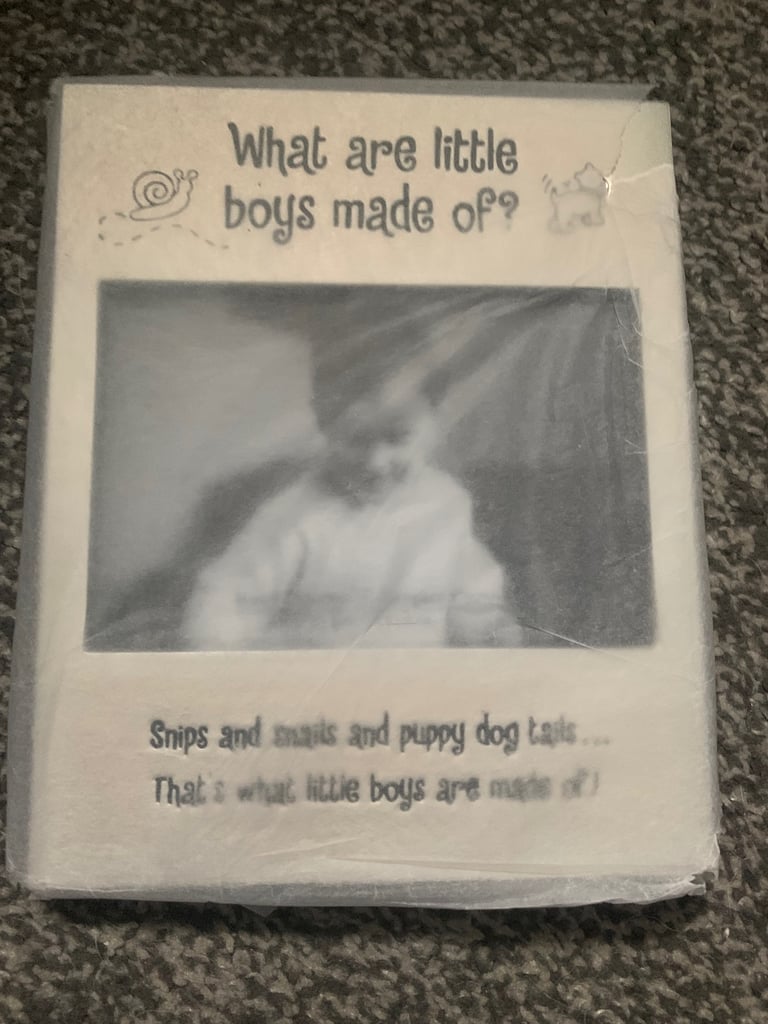 What are little
boys made of?
Snips and snails and puppy dog tails...
That's what little boys are made of!